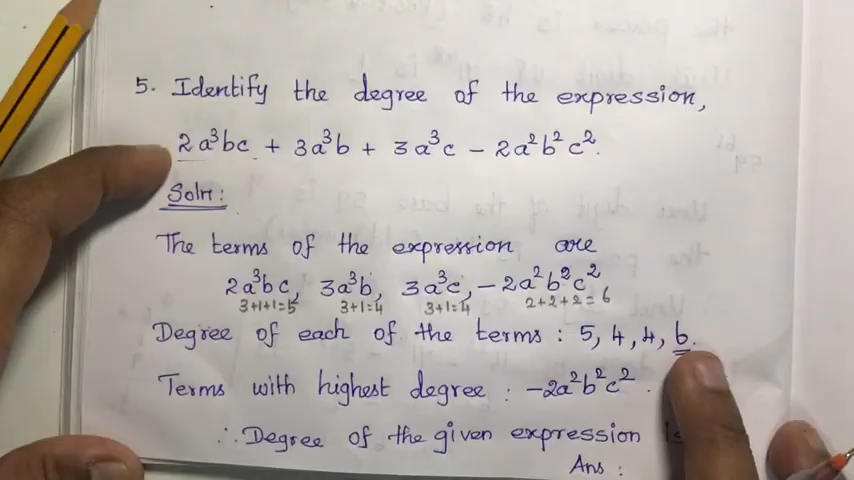 5. Identify the degree of the expression,
2a³bc + 3a³b + 3a³c - 2a²b²c².
Soln:
The terms of the expression are
2a³bc, 3a³b, 3a³c, -2a²b²c²
3+1+1=5 3+1=4 3+1=4 2+2+2=6
Degree of each of the terms : 5, 4, 4, 6.
Terms with highest degree : -2a²b²c².
∴ Degree of the given expression is
Ans :